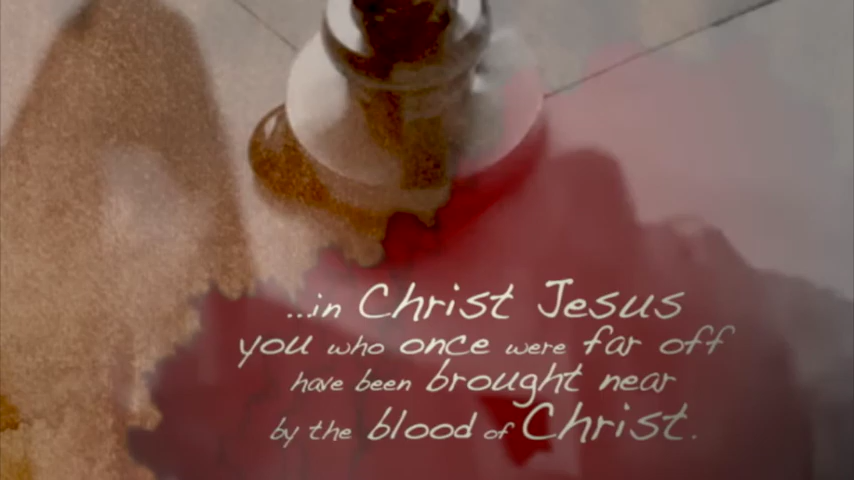 ...in Christ Jesus
you who once were far off
have been brought near
by the blood of Christ.